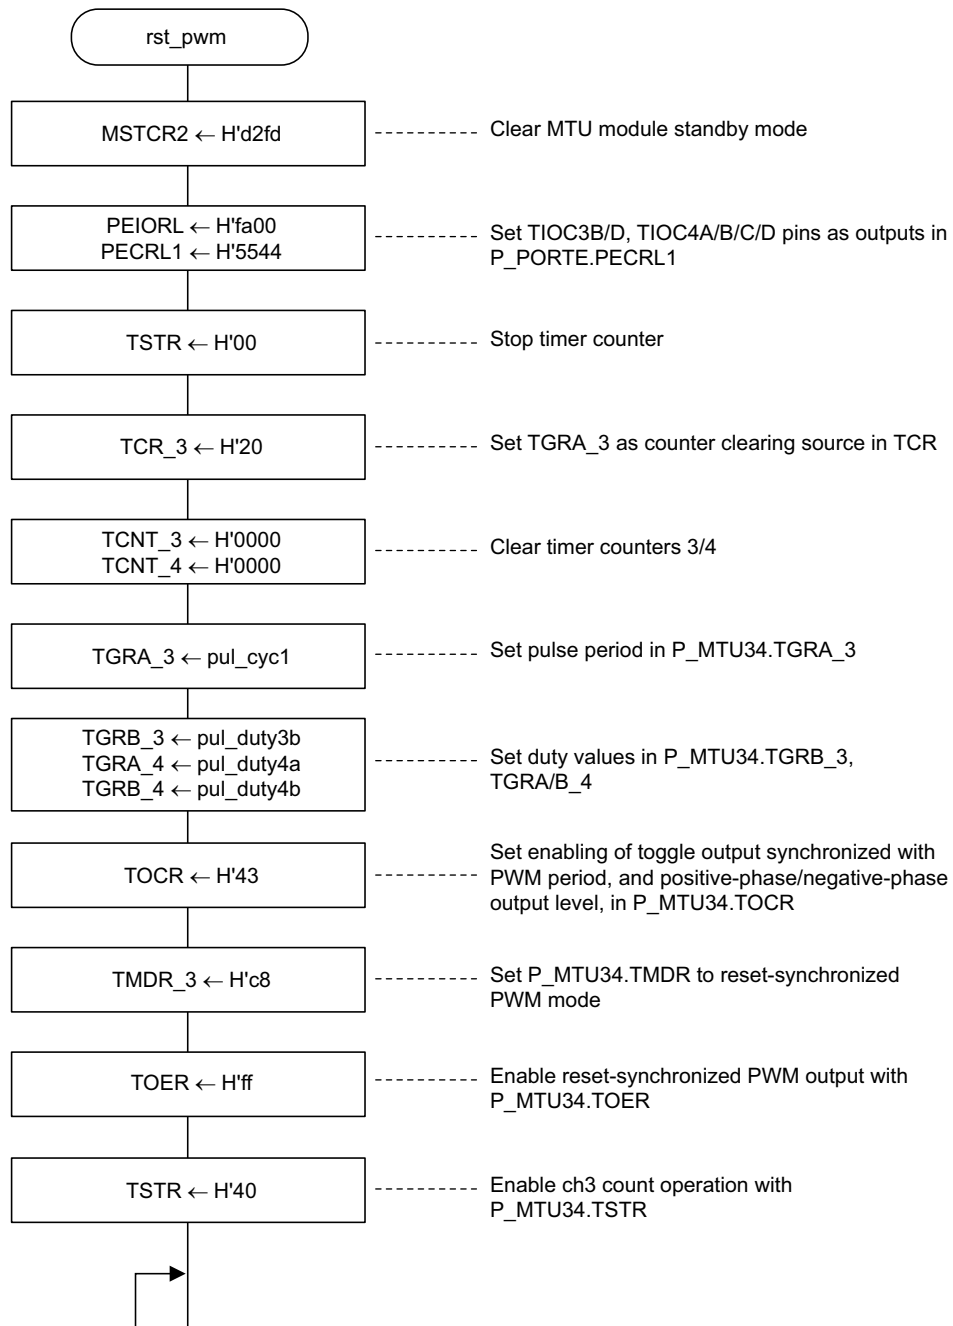 rst_pwm
MSTCR2 ← H'd2fd
Clear MTU module standby mode
PEIORL ← H'fa00
PECRL1 ← H'5544
Set TIOC3B/D, TIOC4A/B/C/D pins as outputs in
P_PORTE.PECRL1
TSTR ← H'00
Stop timer counter
TCR_3 ← H'20
Set TGRA_3 as counter clearing source in TCR
TCNT_3 ← H'0000
TCNT_4 ← H'0000
Clear timer counters 3/4
TGRA_3 ← pul_cyc1
Set pulse period in P_MTU34.TGRA_3
TGRB_3 ← pul_duty3b
TGRA_4 ← pul_duty4a
TGRB_4 ← pul_duty4b
Set duty values in P_MTU34.TGRB_3,
TGRA/B_4
TOCR ← H'43
Set enabling of toggle output synchronized with
PWM period, and positive-phase/negative-phase
output level, in P_MTU34.TOCR
TMDR_3 ← H'c8
Set P_MTU34.TMDR to reset-synchronized
PWM mode
TOER ← H'ff
Enable reset-synchronized PWM output with
P_MTU34.TOER
TSTR ← H'40
Enable ch3 count operation with
P_MTU34.TSTR